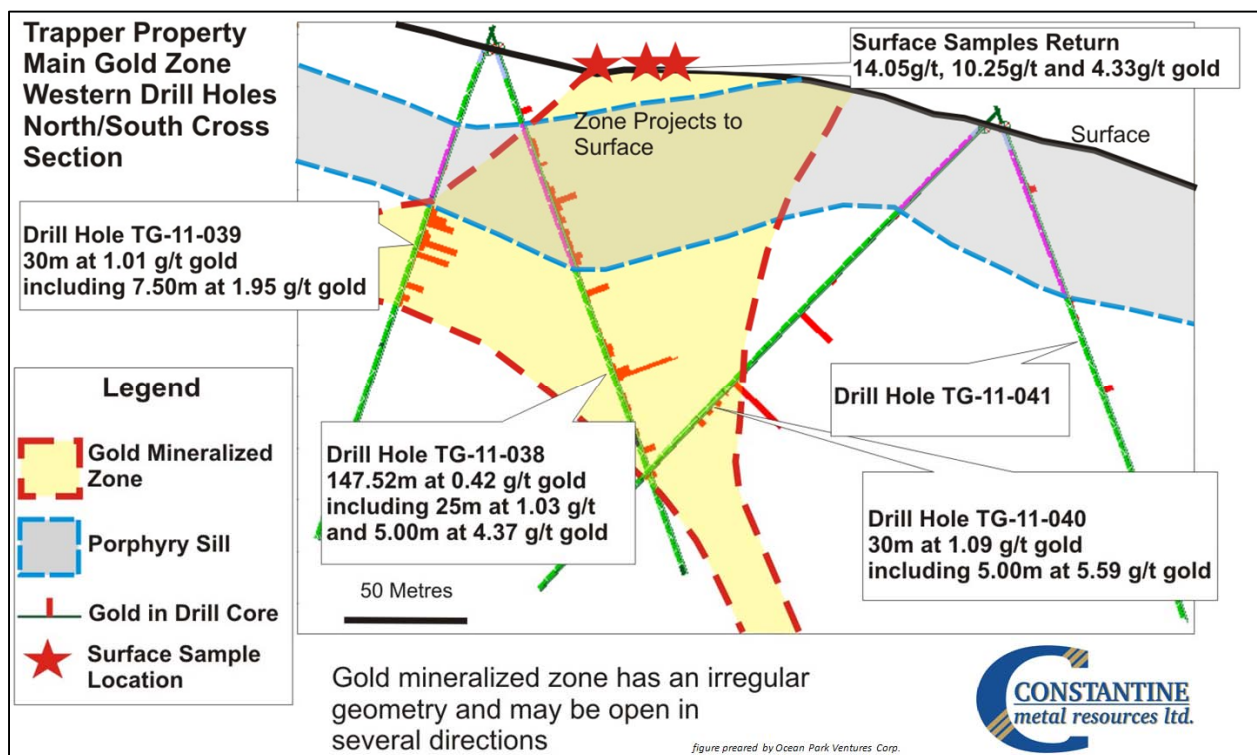 Trapper Property
Main Gold Zone
Western Drill Holes
North/South Cross
Section
Surface Samples Return
14.05g/t, 10.25g/t and 4.33g/t gold
Zone Projects to
Surface
Surface
Drill Hole TG-11-039
30m at 1.01 g/t gold
including 7.50m at 1.95 g/t gold
Legend
Gold Mineralized
Zone
Porphyry Sill
Gold in Drill Core
Surface Sample
Location
Drill Hole TG-11-038
147.52m at 0.42 g/t gold
including 25m at 1.03 g/t
and 5.00m at 4.37 g/t gold
Drill Hole TG-11-041
Drill Hole TG-11-040
30m at 1.09 g/t gold
including 5.00m at 5.59 g/t gold
50 Metres
Gold mineralized zone has an irregular
geometry and may be open in
several directions
figure preared by Ocean Park Ventures Corp.
CONSTANTINE
metal resources ltd.